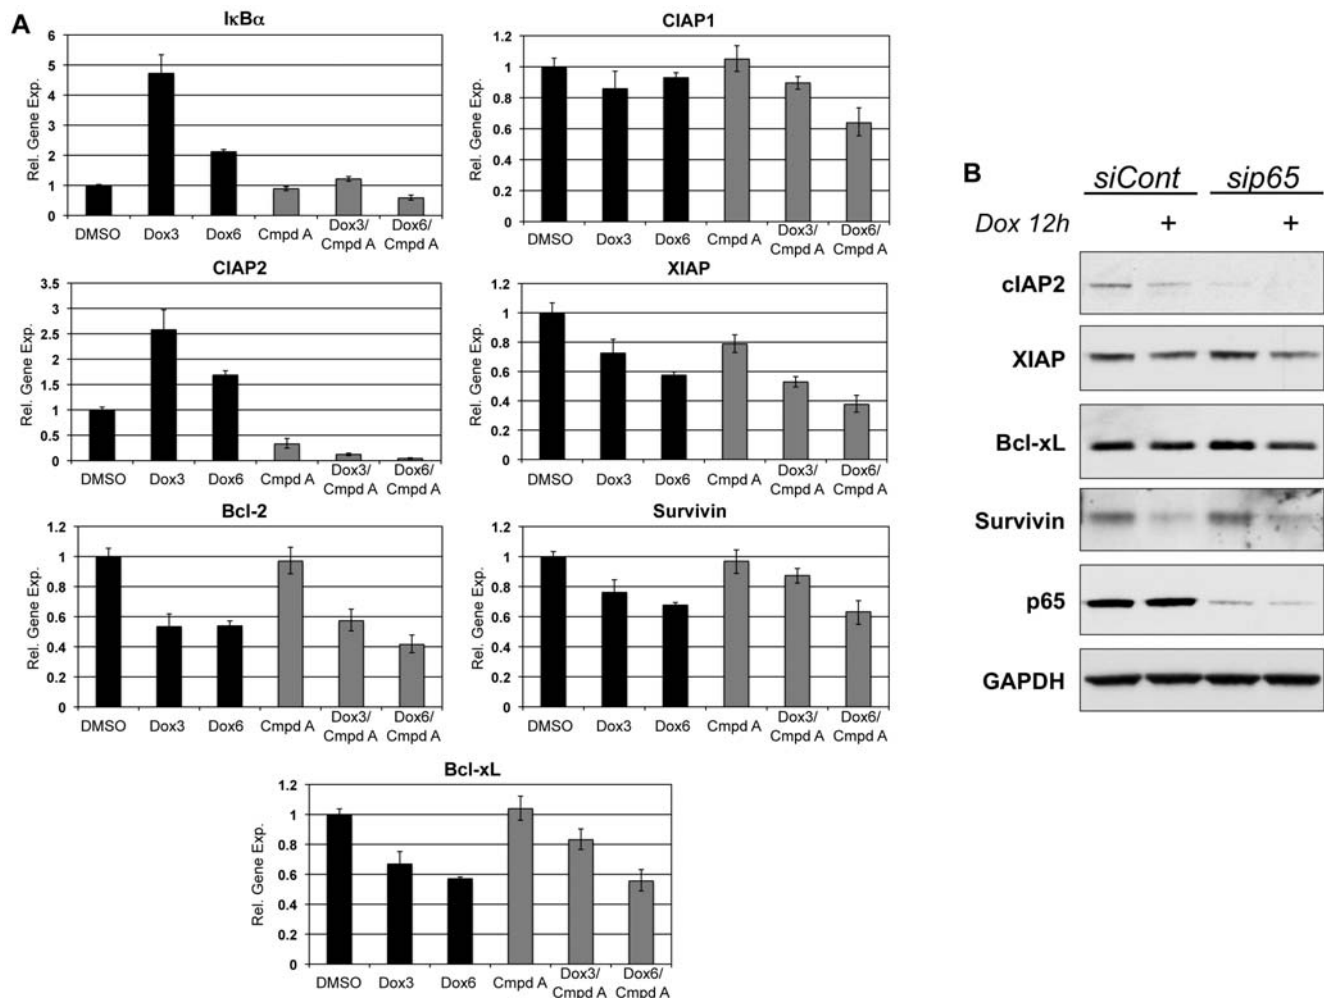 A
IκBα
Rel. Gene Exp.
6
5
4
3
2
1
0
DMSO Dox3 Dox6 Cmpd A Dox3/ Dox6/
Cmpd A Cmpd A
CIAP1
Rel. Gene Exp.
1.2
1
0.8
0.6
0.4
0.2
0
DMSO Dox3 Dox6 Cmpd A Dox3/ Dox6/
Cmpd A Cmpd A
CIAP2
Rel. Gene Exp.
3.5
3
2.5
2
1.5
1
0.5
0
DMSO Dox3 Dox6 Cmpd A Dox3/ Dox6/
Cmpd A Cmpd A
XIAP
Rel. Gene Exp.
1.2
1
0.8
0.6
0.4
0.2
0
DMSO Dox3 Dox6 Cmpd A Dox3/ Dox6/
Cmpd A Cmpd A
Bcl-2
Rel. Gene Exp.
1.2
1
0.8
0.6
0.4
0.2
0
DMSO Dox3 Dox6 Cmpd A Dox3/ Dox6/
Cmpd A Cmpd A
Survivin
Rel. Gene Exp.
1.2
1
0.8
0.6
0.4
0.2
0
DMSO Dox3 Dox6 Cmpd A Dox3/ Dox6/
Cmpd A Cmpd A
Bcl-xL
Rel. Gene Exp.
1.2
1
0.8
0.6
0.4
0.2
0
DMSO Dox3 Dox6 Cmpd A Dox3/ Dox6/
Cmpd A Cmpd A
B
siCont sip65
Dox 12h + +
cIAP2
XIAP
Bcl-xL
Survivin
p65
GAPDH